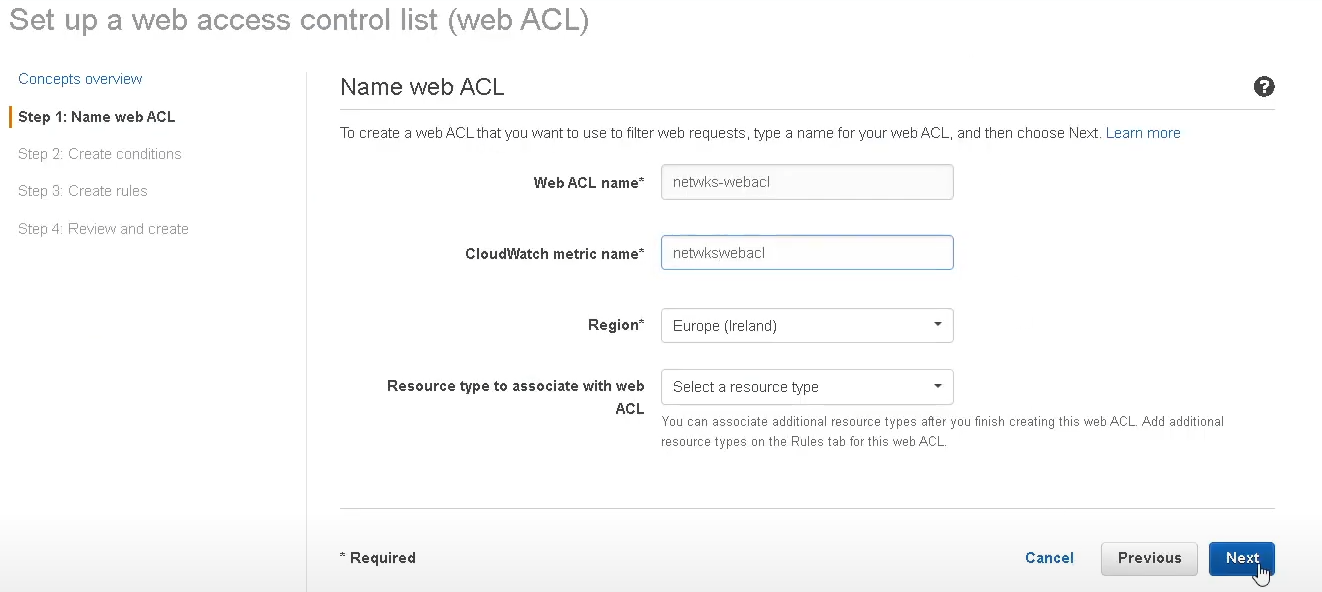 Set up a web access control list (web ACL)
Concepts overview
Step 1: Name web ACL
Step 2: Create conditions
Step 3: Create rules
Step 4: Review and create
Name web ACL
?
To create a web ACL that you want to use to filter web requests, type a name for your web ACL, and then choose Next. Learn more
Web ACL name* netwks-webacl
CloudWatch metric name* netwkswebacl
Region* Europe (Ireland)
Resource type to associate with web
ACL
Select a resource type
You can associate additional resource types after you finish creating this web ACL. Add additional
resource types on the Rules tab for this web ACL.
* Required
Cancel Previous Next